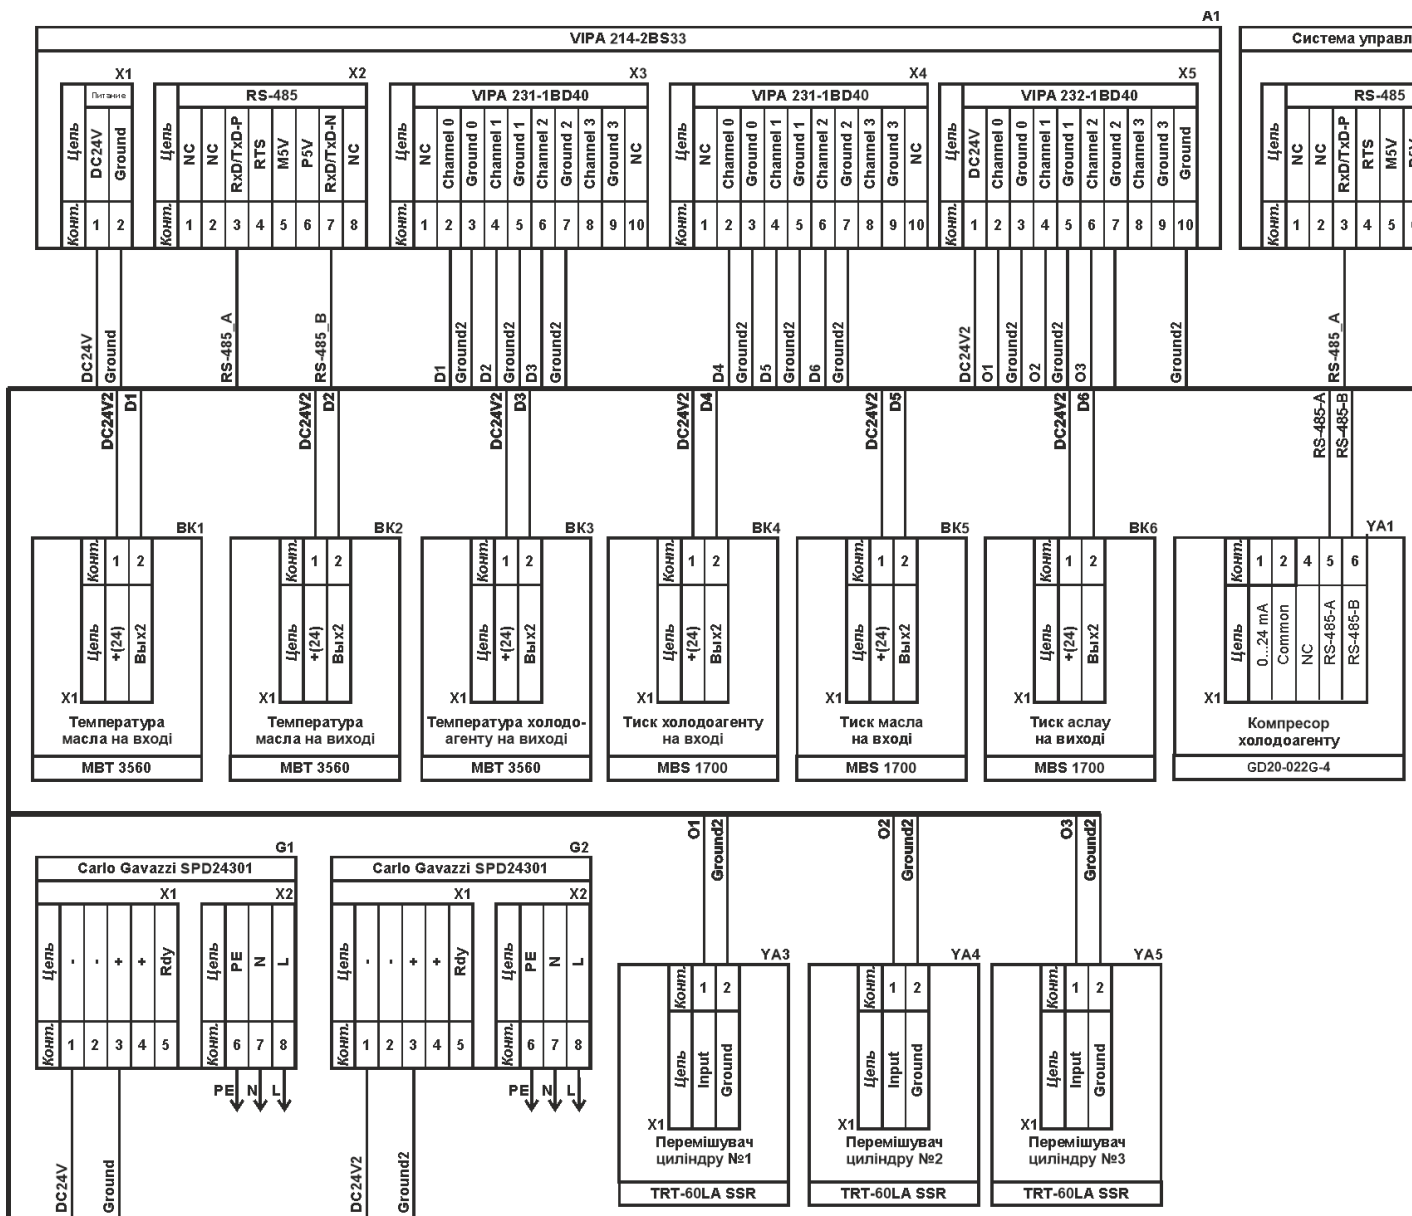 A1
VIPA 214-2BS33
Система управл
X1
X2
X3
X4
X5
Питание
RS-485
VIPA 231-1BD40
VIPA 231-1BD40
VIPA 232-1BD40
RS-485
Цепь
DC24V
Ground
Цепь
NC
NC
RxD/TxD-P
RTS
M5V
P5V
RxD/TxD-N
NC
Цепь
NC
Channel 0
Ground 0
Channel 1
Ground 1
Channel 2
Ground 2
Channel 3
Ground 3
NC
Цепь
NC
Channel 0
Ground 0
Channel 1
Ground 1
Channel 2
Ground 2
Channel 3
Ground 3
NC
Цепь
DC24V
Channel 0
Ground 0
Channel 1
Ground 1
Channel 2
Ground 2
Channel 3
Ground 3
Ground
Цепь
NC
NC
RxD/TxD-P
RTS
M5V
Конт. 1 2
Конт. 1 2 3 4 5 6 7 8
Конт. 1 2 3 4 5 6 7 8 9 10
Конт. 1 2 3 4 5 6 7 8 9 10
Конт. 1 2 3 4 5 6 7 8 9 10
Конт. 1 2 3 4 5
DC24V
Ground
RS-485_A
RS-485_B
D1
Ground2
D2
Ground2
D3
Ground2
D4
Ground2
D5
Ground2
D6
Ground2
DC24V2
O1
Ground2
O2
Ground2
O3
Ground2
RS-485_A
DC24V2
D1
DC24V2
D2
DC24V2
D3
DC24V2
D4
DC24V2
D5
DC24V2
D6
RS-485-A
RS-485-B
BK1
Конт. 1 2
Цепь
+(24)
Вых2
X1
Температура
масла на вході
MBT 3560
BK2
Конт. 1 2
Цепь
+(24)
Вых2
X1
Температура
масла на виході
MBT 3560
BK3
Конт. 1 2
Цепь
+(24)
Вых2
X1
Температура холодо-
агенту на виході
MBT 3560
BK4
Конт. 1 2
Цепь
+(24)
Вых2
X1
Тиск холодоагенту
на вході
MBS 1700
BK5
Конт. 1 2
Цепь
+(24)
Вых2
X1
Тиск масла
на вході
MBS 1700
BK6
Конт. 1 2
Цепь
+(24)
Вых2
X1
Тиск аслау
на виході
MBS 1700
YA1
Конт. 1 2 4 5 6
Цепь
0...24 mA
Common
NC
RS-485-A
RS-485-B
X1
Компресор
холодоагенту
GD20-022G-4
G1
Carlo Gavazzi SPD24301
X1
X2
Цепь
-
-
+
+
Rdy
Цепь
PE
N
L
Конт. 1 2 3 4 5
Конт. 6 7 8
PE N L
DC24V
Ground
G2
Carlo Gavazzi SPD24301
X1
X2
Цепь
-
-
+
+
Rdy
Цепь
PE
N
L
Конт. 1 2 3 4 5
Конт. 6 7 8
PE N L
DC24V2
Ground2
O1
Ground2
YA3
Конт. 1 2
Цепь
Input
Ground
X1
Перемішувач
циліндру №1
TRT-60LA SSR
O2
Ground2
YA4
Конт. 1 2
Цепь
Input
Ground
X1
Перемішувач
циліндру №2
TRT-60LA SSR
O3
Ground2
YA5
Конт. 1 2
Цепь
Input
Ground
X1
Перемішувач
циліндру №3
TRT-60LA SSR